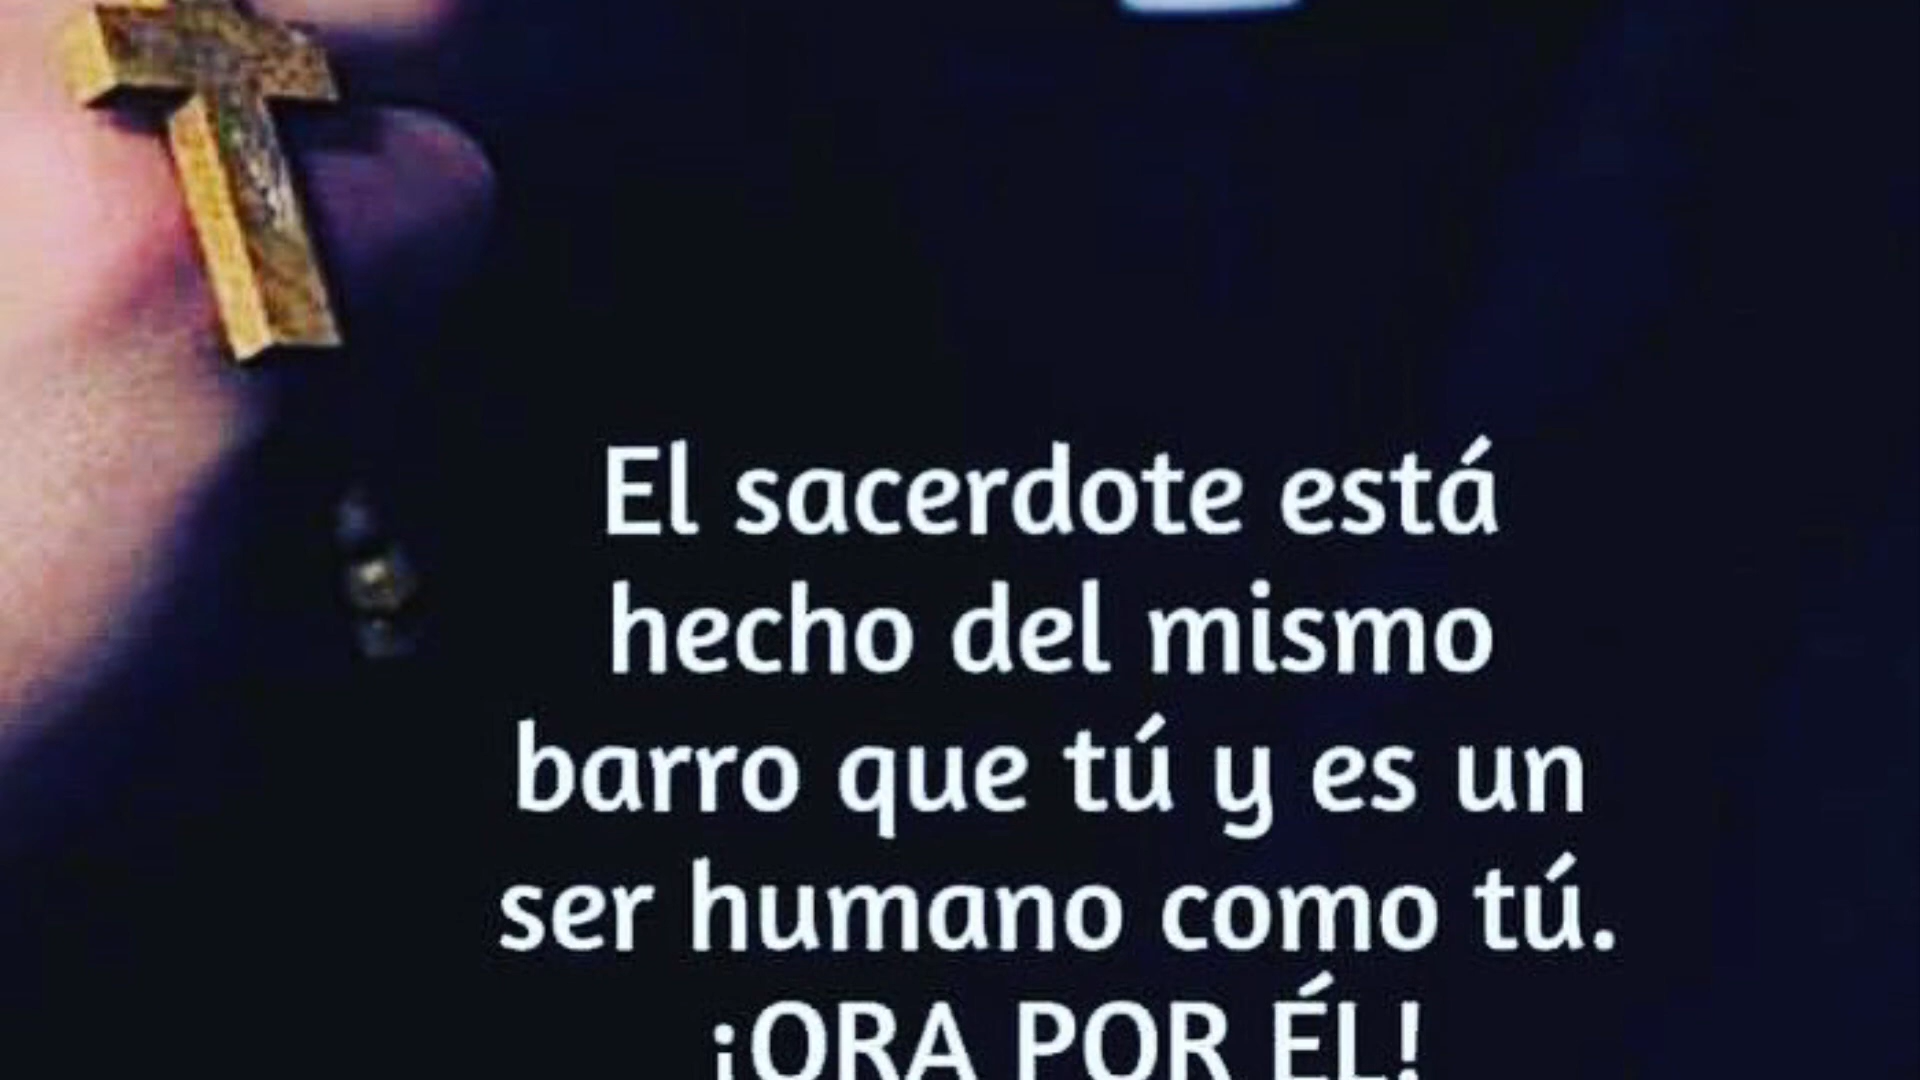 El sacerdote está
hecho del mismo
barro que tú y es un
ser humano como tú.
¡ORA POR ÉL!